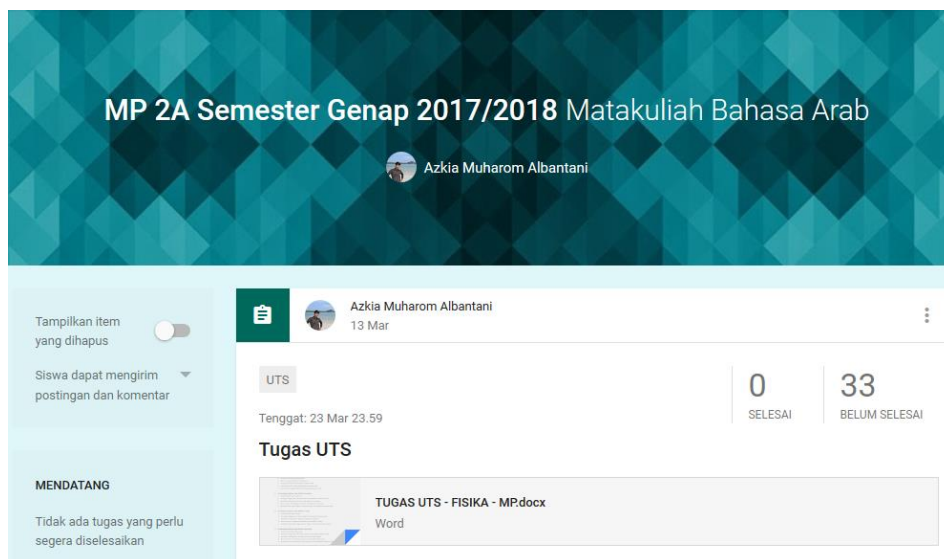 MP 2A Semester Genap 2017/2018 Matakuliah Bahasa Arab
Azkia Muharom Albantani
Tampilkan item
yang dihapus
Siswa dapat mengirim
postingan dan komentar
MENDATANG
Tidak ada tugas yang perlu
segera diselesaikan
Azkia Muharom Albantani
13 Mar
UTS
Tenggat: 23 Mar 23.59
0
SELESAI
33
BELUM SELESAI
Tugas UTS
TUGAS UTS - FISIKA - MP.docx
Word